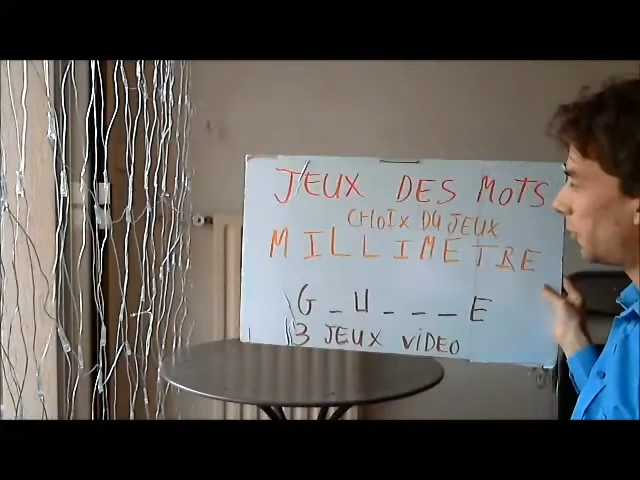 JEUX DES MOTS
CHOIX DU JEUX
MILLIMETRE
G _ U _ _ _ E
3 JEUX VIDEO